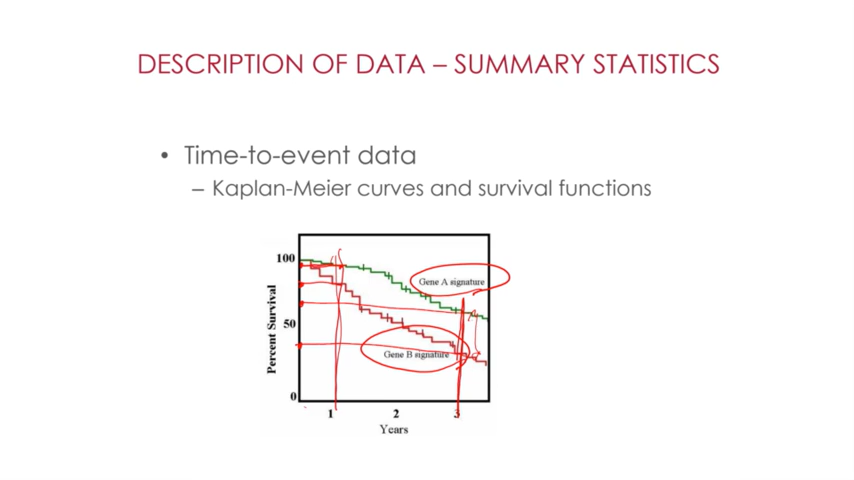 DESCRIPTION OF DATA – SUMMARY STATISTICS
• Time-to-event data
– Kaplan-Meier curves and survival functions
100
Gene A signature
50
Percent Survival
Gene B signature
0
1 2 3
Years